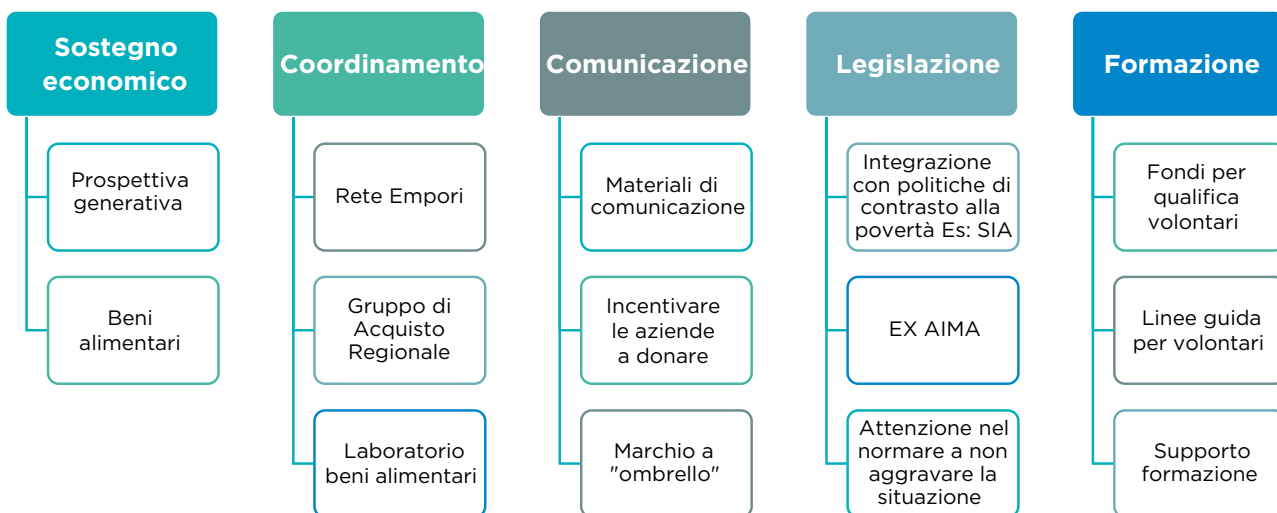 Sostegno
economico
Prospettiva
generativa
Beni
alimentari
Coordinamento
Rete Empori
Gruppo di
Acquisto
Regionale
Laboratorio
beni alimentari
Comunicazione
Materiali di
comunicazione
Incentivare
le aziende
a donare
Marchio a
"ombrello"
Legislazione
Integrazione
con politiche di
contrasto alla
povertà Es: SIA
EX AIMA
Attenzione nel
normare a non
aggravare la
situazione
Formazione
Fondi per
qualifica
volontari
Linee guida
per volontari
Supporto
formazione